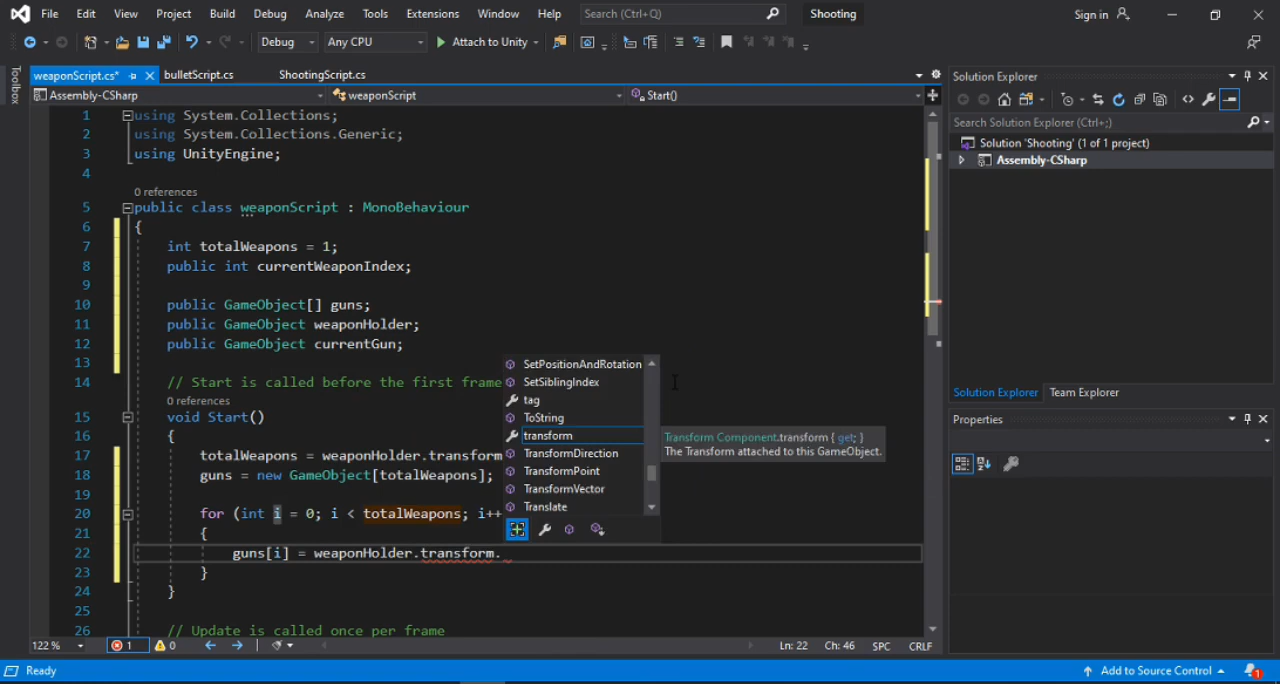 File Edit View Project Build Debug Analyze Tools Extensions Window Help Search (Ctrl+Q) Shooting Sign in
Debug Any CPU Attach to Unity
Toolbox
weaponScript.cs* bulletScript.cs ShootingScript.cs
Assembly-CSharp weaponScript Start()
1 using System.Collections;
2 using System.Collections.Generic;
3 using UnityEngine;
4
0 references
5 public class weaponScript : MonoBehaviour
6 {
7 int totalWeapons = 1;
8 public int currentWeaponIndex;
9
10 public GameObject[] guns;
11 public GameObject weaponHolder;
12 public GameObject currentGun;
13
14 // Start is called before the first frame
0 references
15 void Start()
16 {
17 totalWeapons = weaponHolder.transform
18 guns = new GameObject[totalWeapons];
19
20 for (int i = 0; i < totalWeapons; i++
21 {
22 guns[i] = weaponHolder.transform.
23 }
24 }
25
26 // Update is called once per frame
SetPositionAndRotation
SetSiblingIndex
tag
ToString
transform
TransformDirection
TransformPoint
TransformVector
Translate
Transform Component.transform { get; }
The Transform attached to this GameObject.
122 % 1 0 Ln: 22 Ch: 46 SPC CRLF
Solution Explorer
Search Solution Explorer (Ctrl+;)
Solution 'Shooting' (1 of 1 project)
Assembly-CSharp
Solution Explorer Team Explorer
Properties
Ready Add to Source Control 1